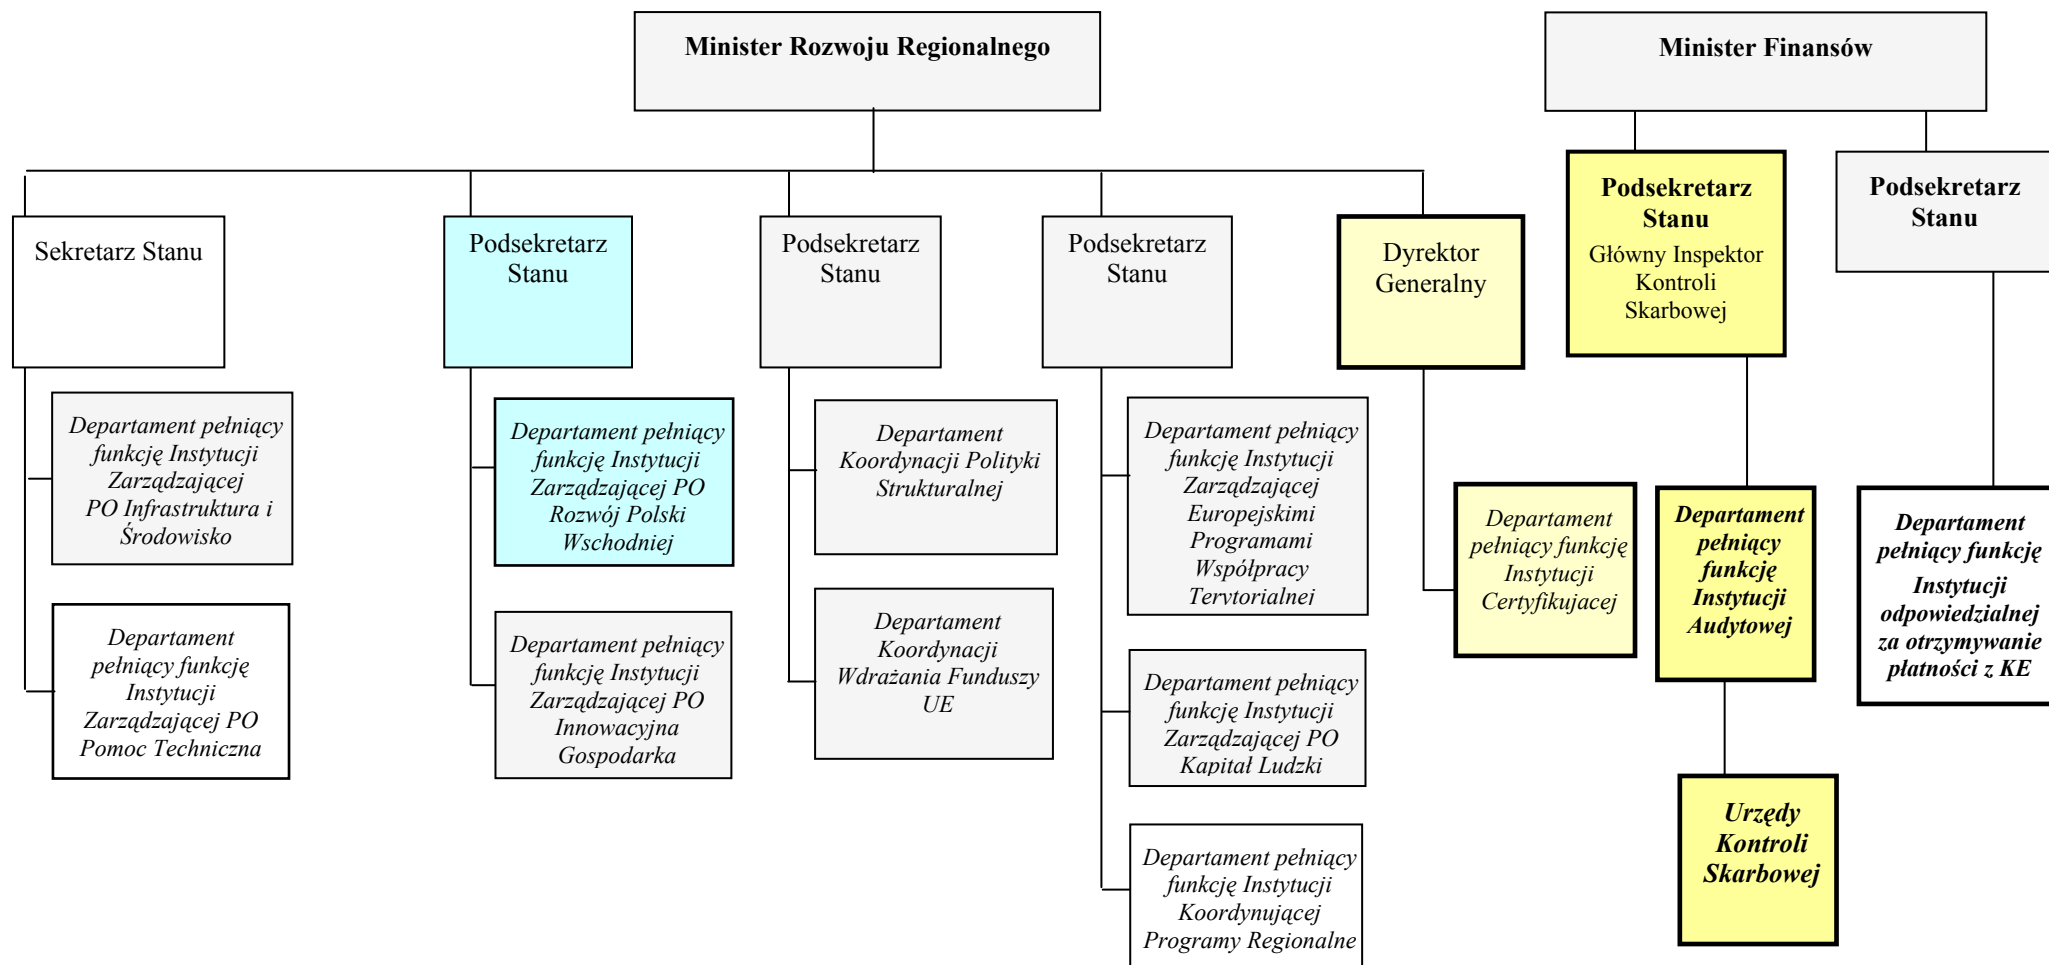 Minister Rozwoju Regionalnego
Minister Finansów
Sekretarz Stanu
Podsekretarz
Stanu
Podsekretarz
Stanu
Podsekretarz
Stanu
Dyrektor
Generalny
Podsekretarz
Stanu
Główny Inspektor
Kontroli
Skarbowej
Podsekretarz
Stanu
Departament pełniący
funkcję Instytucji
Zarządzającej
PO Infrastruktura i
Środowisko
Departament
pełniący funkcję
Instytucji
Zarządzającej PO
Pomoc Techniczna
Departament pełniący
funkcję Instytucji
Zarządzającej PO
Rozwój Polski
Wschodniej
Departament pełniący
funkcję Instytucji
Zarządzającej PO
Innowacyjna
Gospodarka
Departament
Koordynacji Polityki
Strukturalnej
Departament
Koordynacji
Wdrażania Funduszy
UE
Departament pełniący
funkcję Instytucji
Zarządzającej
Europejskimi
Programami
Współpracy
Terytorialnej
Departament pełniący
funkcję Instytucji
Zarządzającej PO
Kapitał Ludzki
Departament pełniący
funkcję Instytucji
Koordynującej
Programy Regionalne
Departament
pełniący funkcję
Instytucji
Certyfikujacej
Departament
pełniący
funkcję
Instytucji
Audytowej
Urzędy
Kontroli
Skarbowej
Departament
pełniący funkcję
Instytucji
odpowiedzialnej
za otrzymywanie
płatności z KE